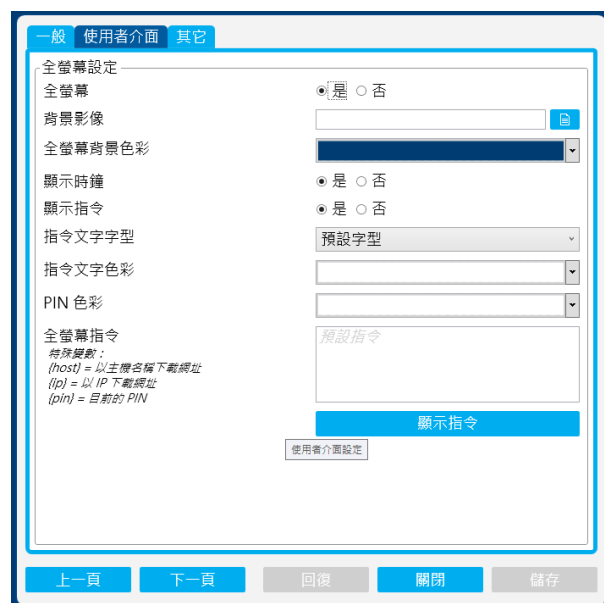 一般 使用者介面 其它
全螢幕設定
全螢幕 是 否
背景影像
全螢幕背景色彩
顯示時鐘 是 否
顯示指令 是 否
指令文字字型 預設字型
指令文字色彩
PIN 色彩
全螢幕指令 預設指令
特殊變數：
{host} = 以主機名稱下載網址
{ip} = 以 IP 下載網址
{pin} = 目前的 PIN
顯示指令
使用者介面設定
上一頁 下一頁 回復 關閉 儲存